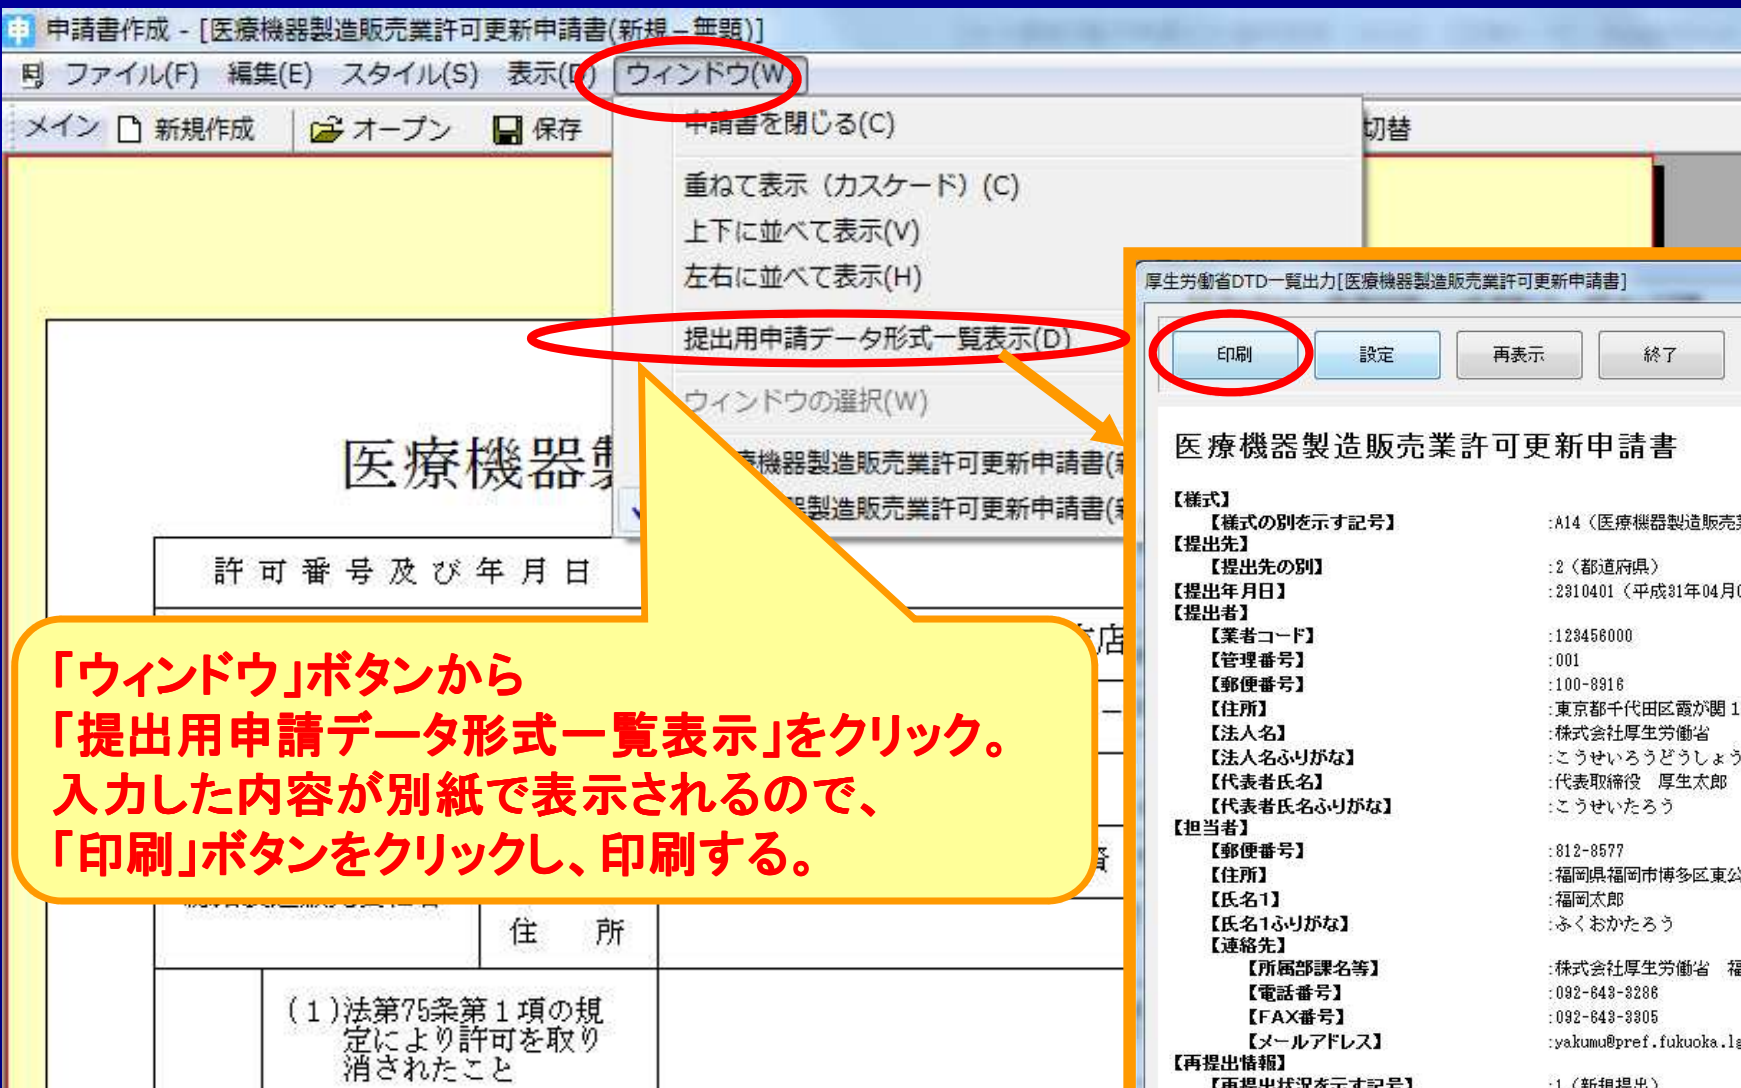 申請書作成 - [医療機器製造販売業許可更新申請書(新規－無題)]
ファイル(F) 編集(E) スタイル(S) 表示(D) ウィンドウ(W)
メイン 新規作成 オープン 保存
切替
申請書を閉じる(C)
重ねて表示（カスケード）(C)
上下に並べて表示(V)
左右に並べて表示(H)
提出用申請データ形式一覧表示(D)
ウィンドウの選択(W)
機器製造販売業許可更新申請書(
製造販売業許可更新申請書(
医療機器
許可番号及び年月日
店
「ウィンドウ」ボタンから
「提出用申請データ形式一覧表示」をクリック。
入力した内容が別紙で表示されるので、
「印刷」ボタンをクリックし、印刷する。
住 所
(1)法第75条第1項の規
定により許可を取り
消されたこと
厚生労働省DTD一覧出力[医療機器製造販売業許可更新申請書]
印刷 設定 再表示 終了
医療機器製造販売業許可更新申請書
【様式】
【様式の別を示す記号】 :A14（医療機器製造販売
【提出先】
【提出先の別】 :2（都道府県）
【提出年月日】 :2310401（平成31年04月
【提出者】
【業者コード】 :123456000
【管理番号】 :001
【郵便番号】 :100-8916
【住所】 :東京都千代田区霞が関1
【法人名】 :株式会社厚生労働省
【法人名ふりがな】 :こうせいろうどうしょう
【代表者氏名】 :代表取締役 厚生太郎
【代表者氏名ふりがな】 :こうせいたろう
【担当者】
【郵便番号】 :812-8577
【住所】 :福岡県福岡市博多区東公
【氏名1】 :福岡太郎
【氏名1ふりがな】 :ふくおかたろう
【連絡先】
【所属部課名等】 :株式会社厚生労働省 福
【電話番号】 :092-643-3286
【FAX番号】 :092-643-3305
【メールアドレス】 :yakumu@pref.fukuoka.lg
【再提出情報】
【再提出状況を示す記号】 :1（新規提出）